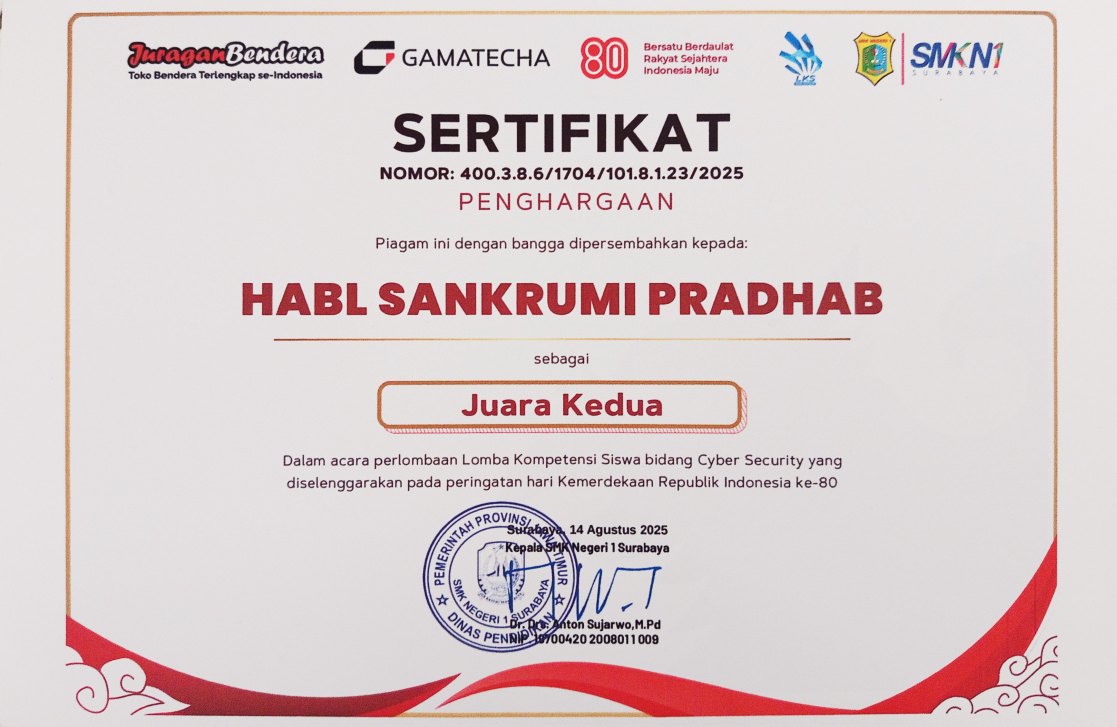 JuraganBendera
Toko Bendera Terlengkap se-Indonesia
GAMATECHA
80
Bersatu Berdaulat
Rakyat Sejahtera
Indonesia Maju
LKS
SMKN1
SURABAYA
SERTIFIKAT
NOMOR: 400.3.8.6/1704/101.8.1.23/2025
PENGHARGAAN
Piagam ini dengan bangga dipersembahkan kepada:
HABL SANKRUMI PRADHAB
sebagai
Juara Kedua
Dalam acara perlombaan Lomba Kompetensi Siswa bidang Cyber Security yang
diselenggarakan pada peringatan hari Kemerdekaan Republik Indonesia ke-80
Surabaya, 14 Agustus 2025
Kepala SMK Negeri 1 Surabaya
PEMERINTAH PROVINSI JAWA TIMUR
SMK NEGERI 1 SURABAYA
DINAS PENDIDIKAN
Dr. Drs. Anton Sujarwo,M.Pd
NIP. 19700420 2008011 009